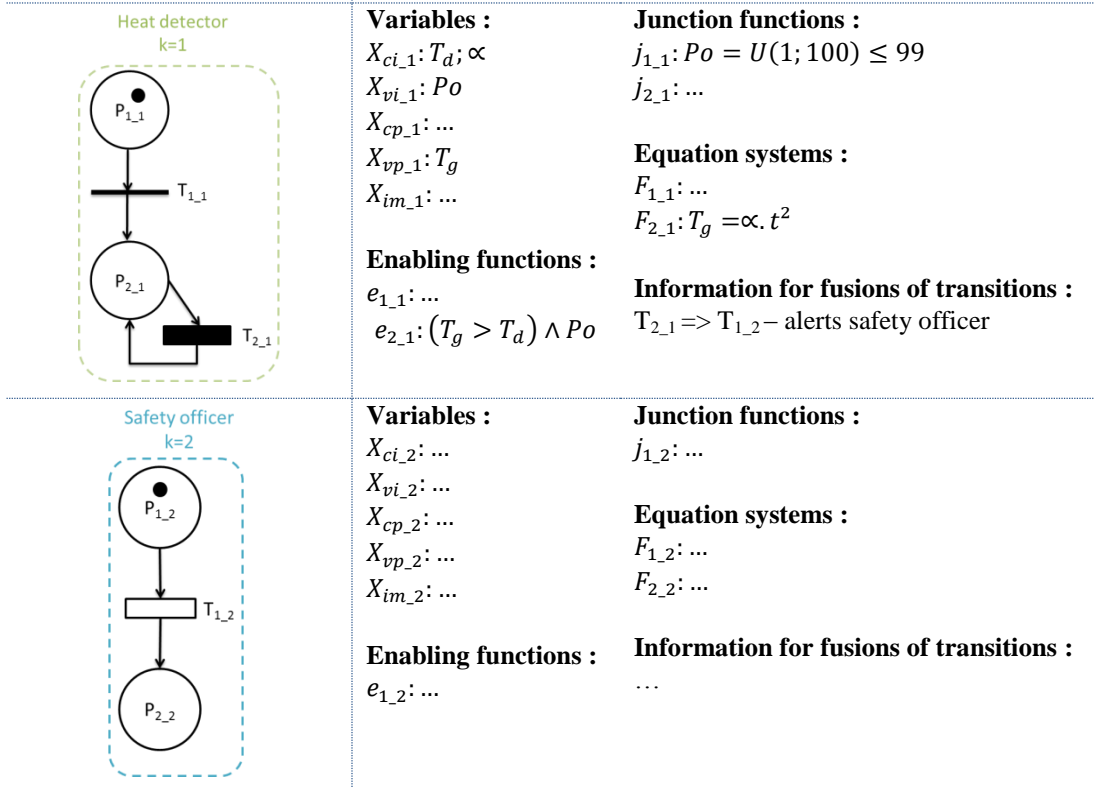 Heat detector
k=1
P1_1
T1_1
P2_1
T2_1
Variables :
Xci_1: Td; ∝
Xvi_1: Po
Xcp_1: …
Xvp_1: Tg
Xim_1: …
Enabling functions :
e1_1: …
e2_1: (Tg > Td) ∧ Po
Junction functions :
j1_1: Po = U(1; 100) ≤ 99
j2_1: …
Equation systems :
F1_1: …
F2_1: Tg =∝. t²
Information for fusions of transitions :
T2_1 => T1_2 – alerts safety officer
Safety officer
k=2
P1_2
T1_2
P2_2
Variables :
Xci_2: …
Xvi_2: …
Xcp_2: …
Xvp_2: …
Xim_2: …
Enabling functions :
e1_2: …
Junction functions :
j1_2: …
Equation systems :
F1_2: …
F2_2: …
Information for fusions of transitions :
…